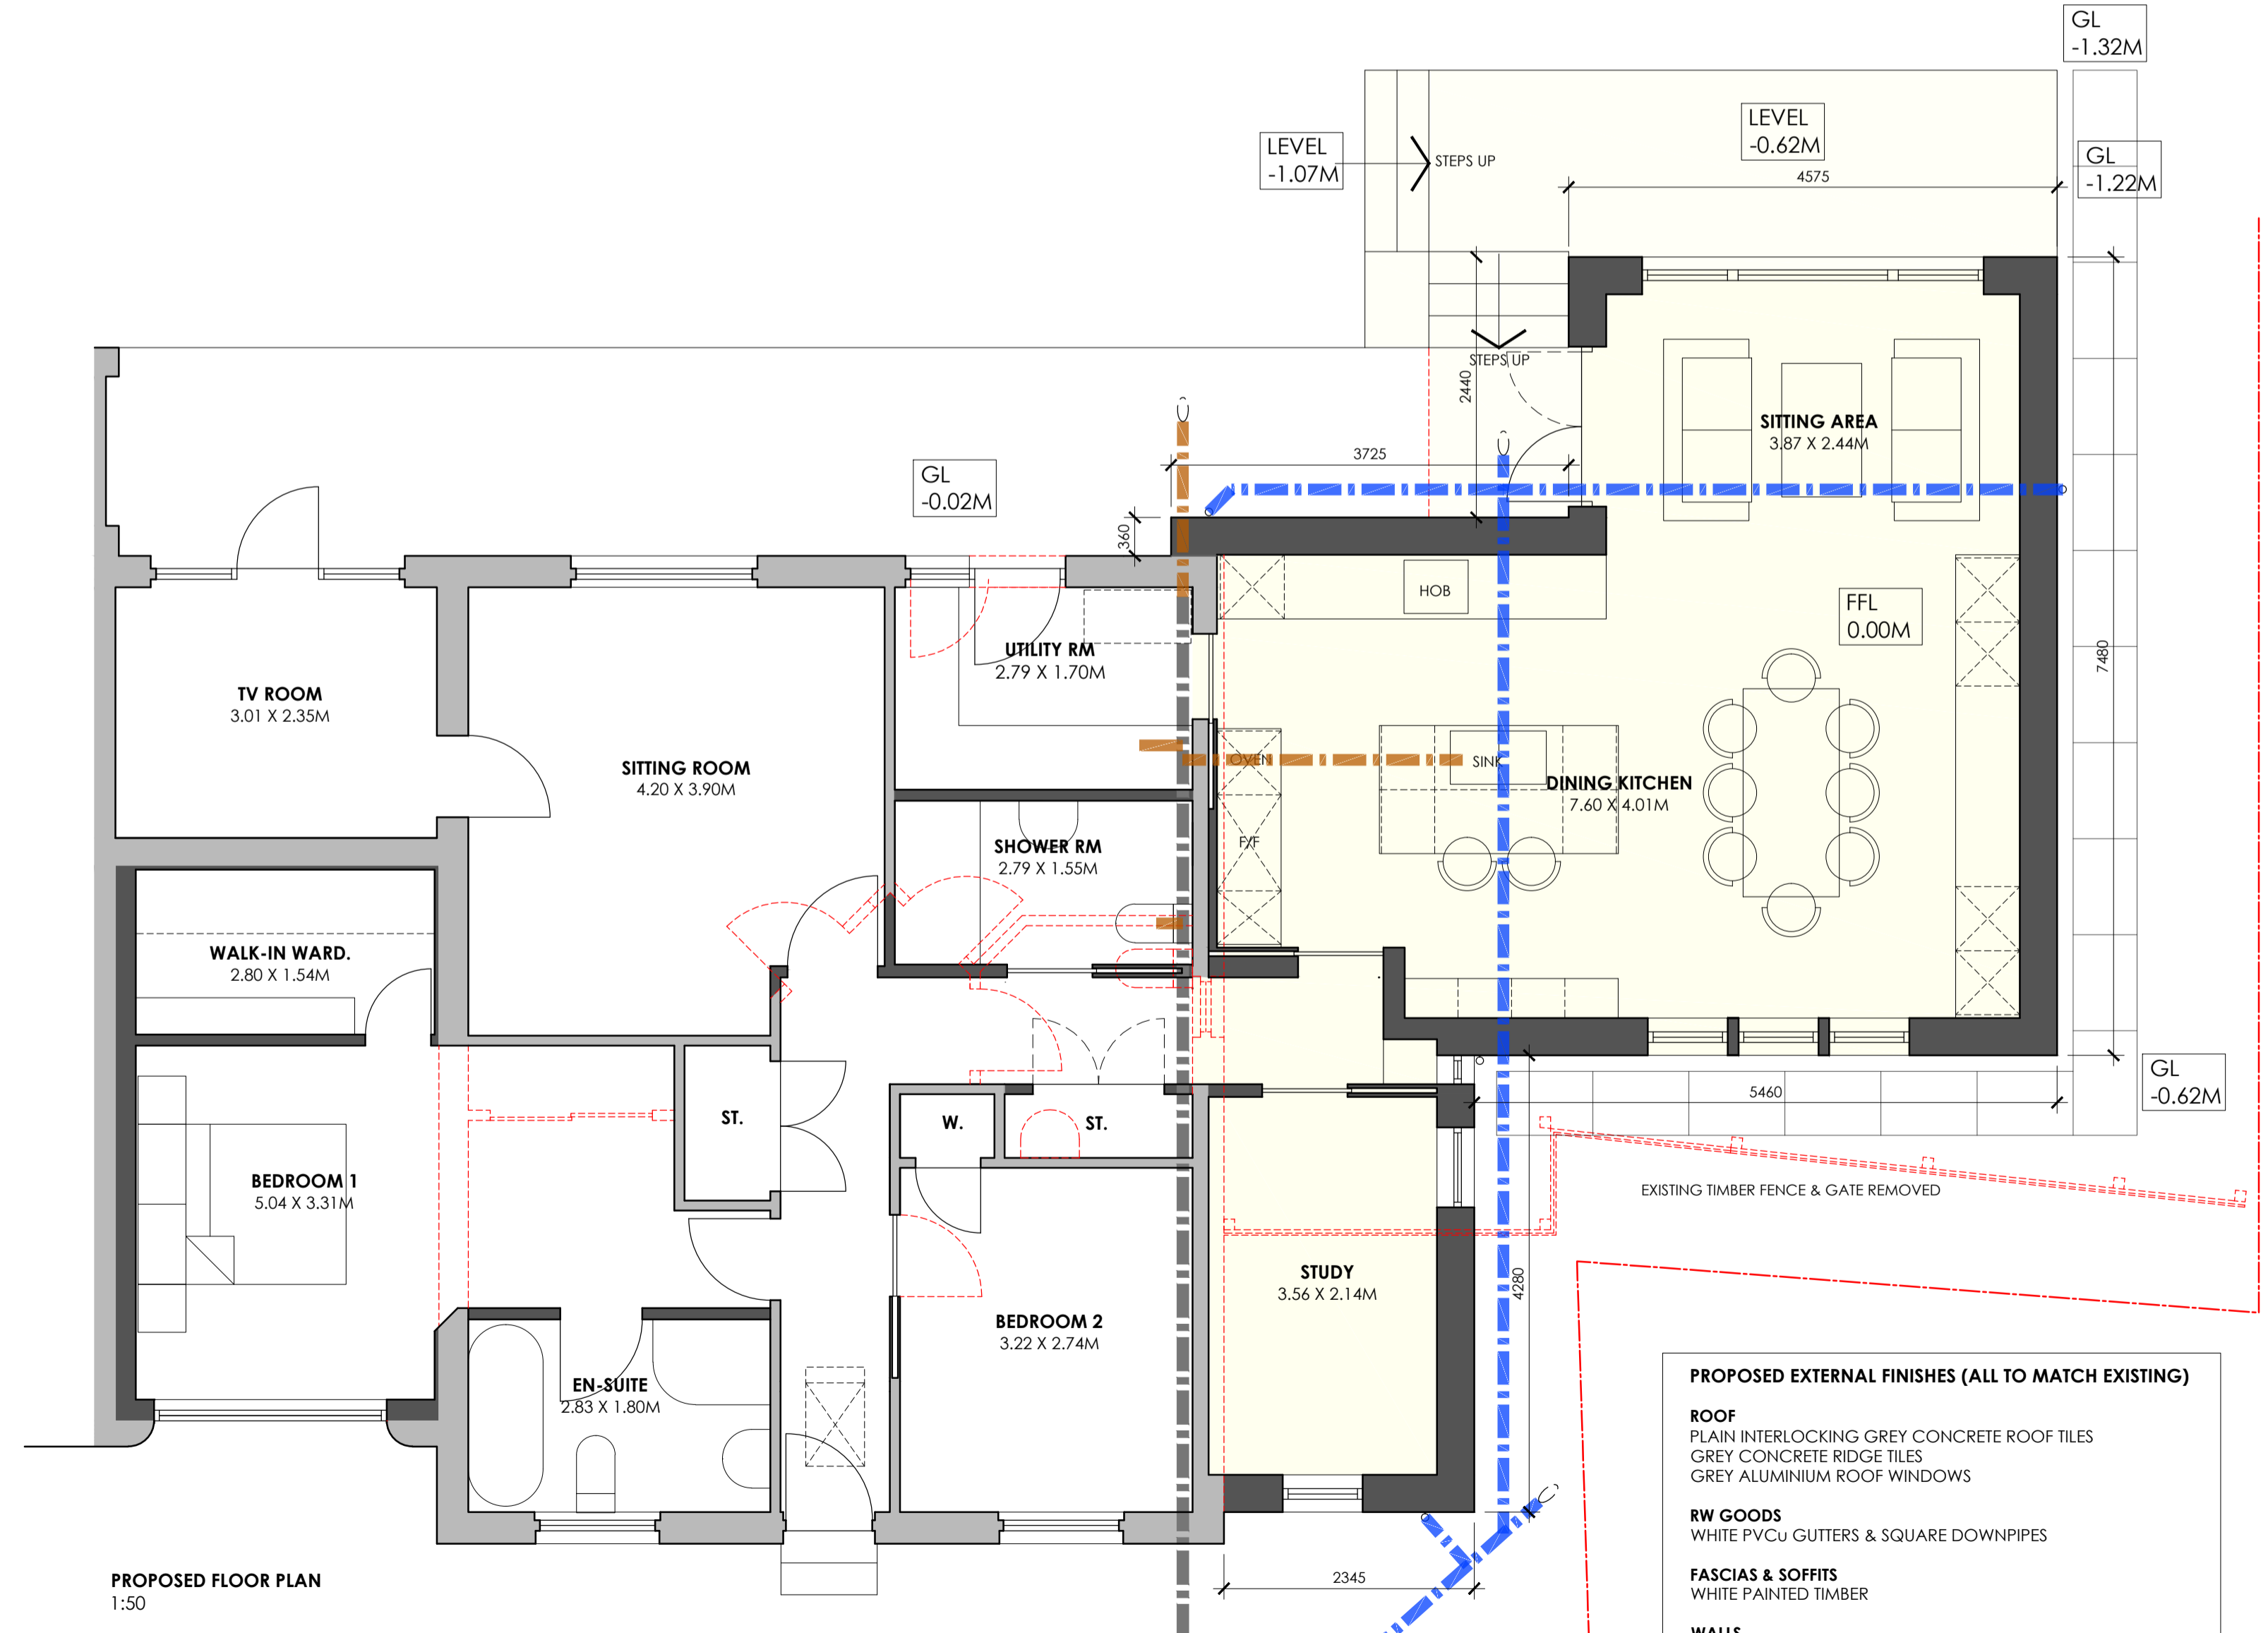 GL
-1.32M
LEVEL
-0.62M
LEVEL
-1.07M
STEPS UP
GL
-1.22M
4575
STEPS UP
2440
SITTING AREA
3.87 X 2.44M
3725
GL
-0.02M
360
HOB
FFL
0.00M
7480
UTILITY RM
2.79 X 1.70M
TV ROOM
3.01 X 2.35M
SITTING ROOM
4.20 X 3.90M
OVEN
SINK
DINING KITCHEN
7.60 X 4.01M
SHOWER RM
2.79 X 1.55M
F/F
WALK-IN WARD.
2.80 X 1.54M
GL
-0.62M
5460
ST.
W.
ST.
BEDROOM 1
5.04 X 3.31M
EXISTING TIMBER FENCE & GATE REMOVED
STUDY
3.56 X 2.14M
4280
BEDROOM 2
3.22 X 2.74M
EN-SUITE
2.83 X 1.80M
2345
PROPOSED FLOOR PLAN
1:50
PROPOSED EXTERNAL FINISHES (ALL TO MATCH EXISTING)
ROOF
PLAIN INTERLOCKING GREY CONCRETE ROOF TILES
GREY CONCRETE RIDGE TILES
GREY ALUMINIUM ROOF WINDOWS
RW GOODS
WHITE PVCu GUTTERS & SQUARE DOWNPIPES
FASCIAS & SOFFITS
WHITE PAINTED TIMBER
WALLS